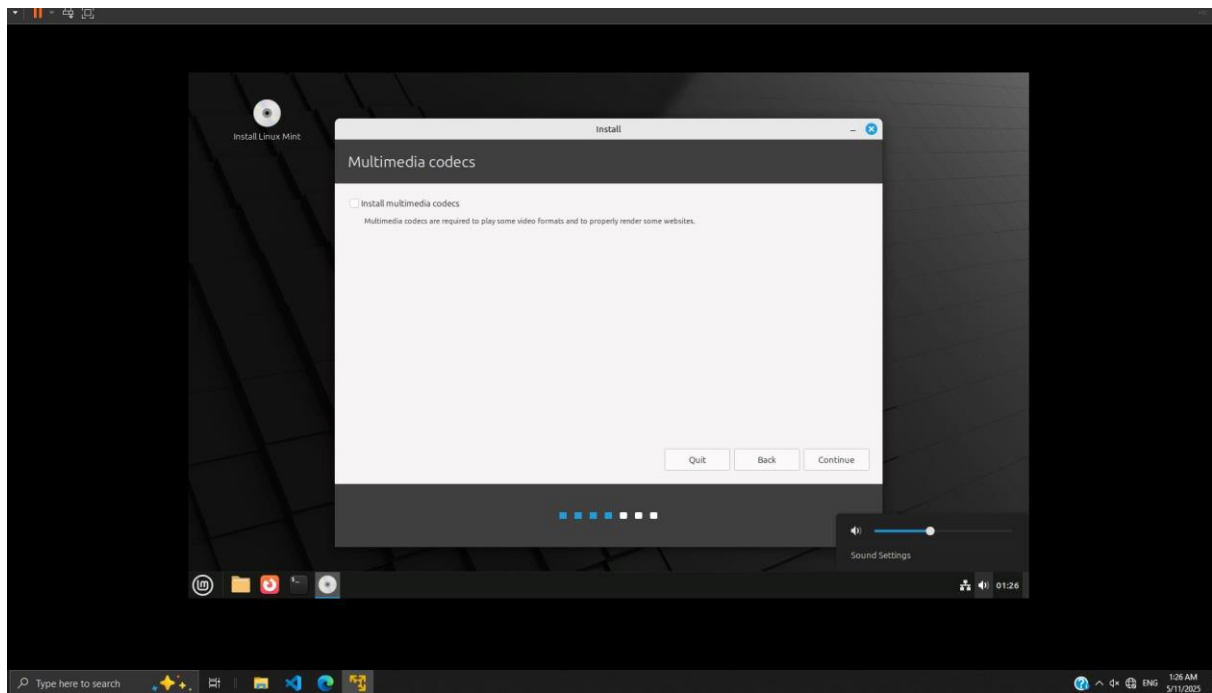 Install Linux Mint
Install
Multimedia codecs
Install multimedia codecs
Multimedia codecs are required to play some video formats and to properly render some websites.
Quit
Back
Continue
Sound Settings
01:26
Type here to search
ENG
1:26 AM
5/11/2025